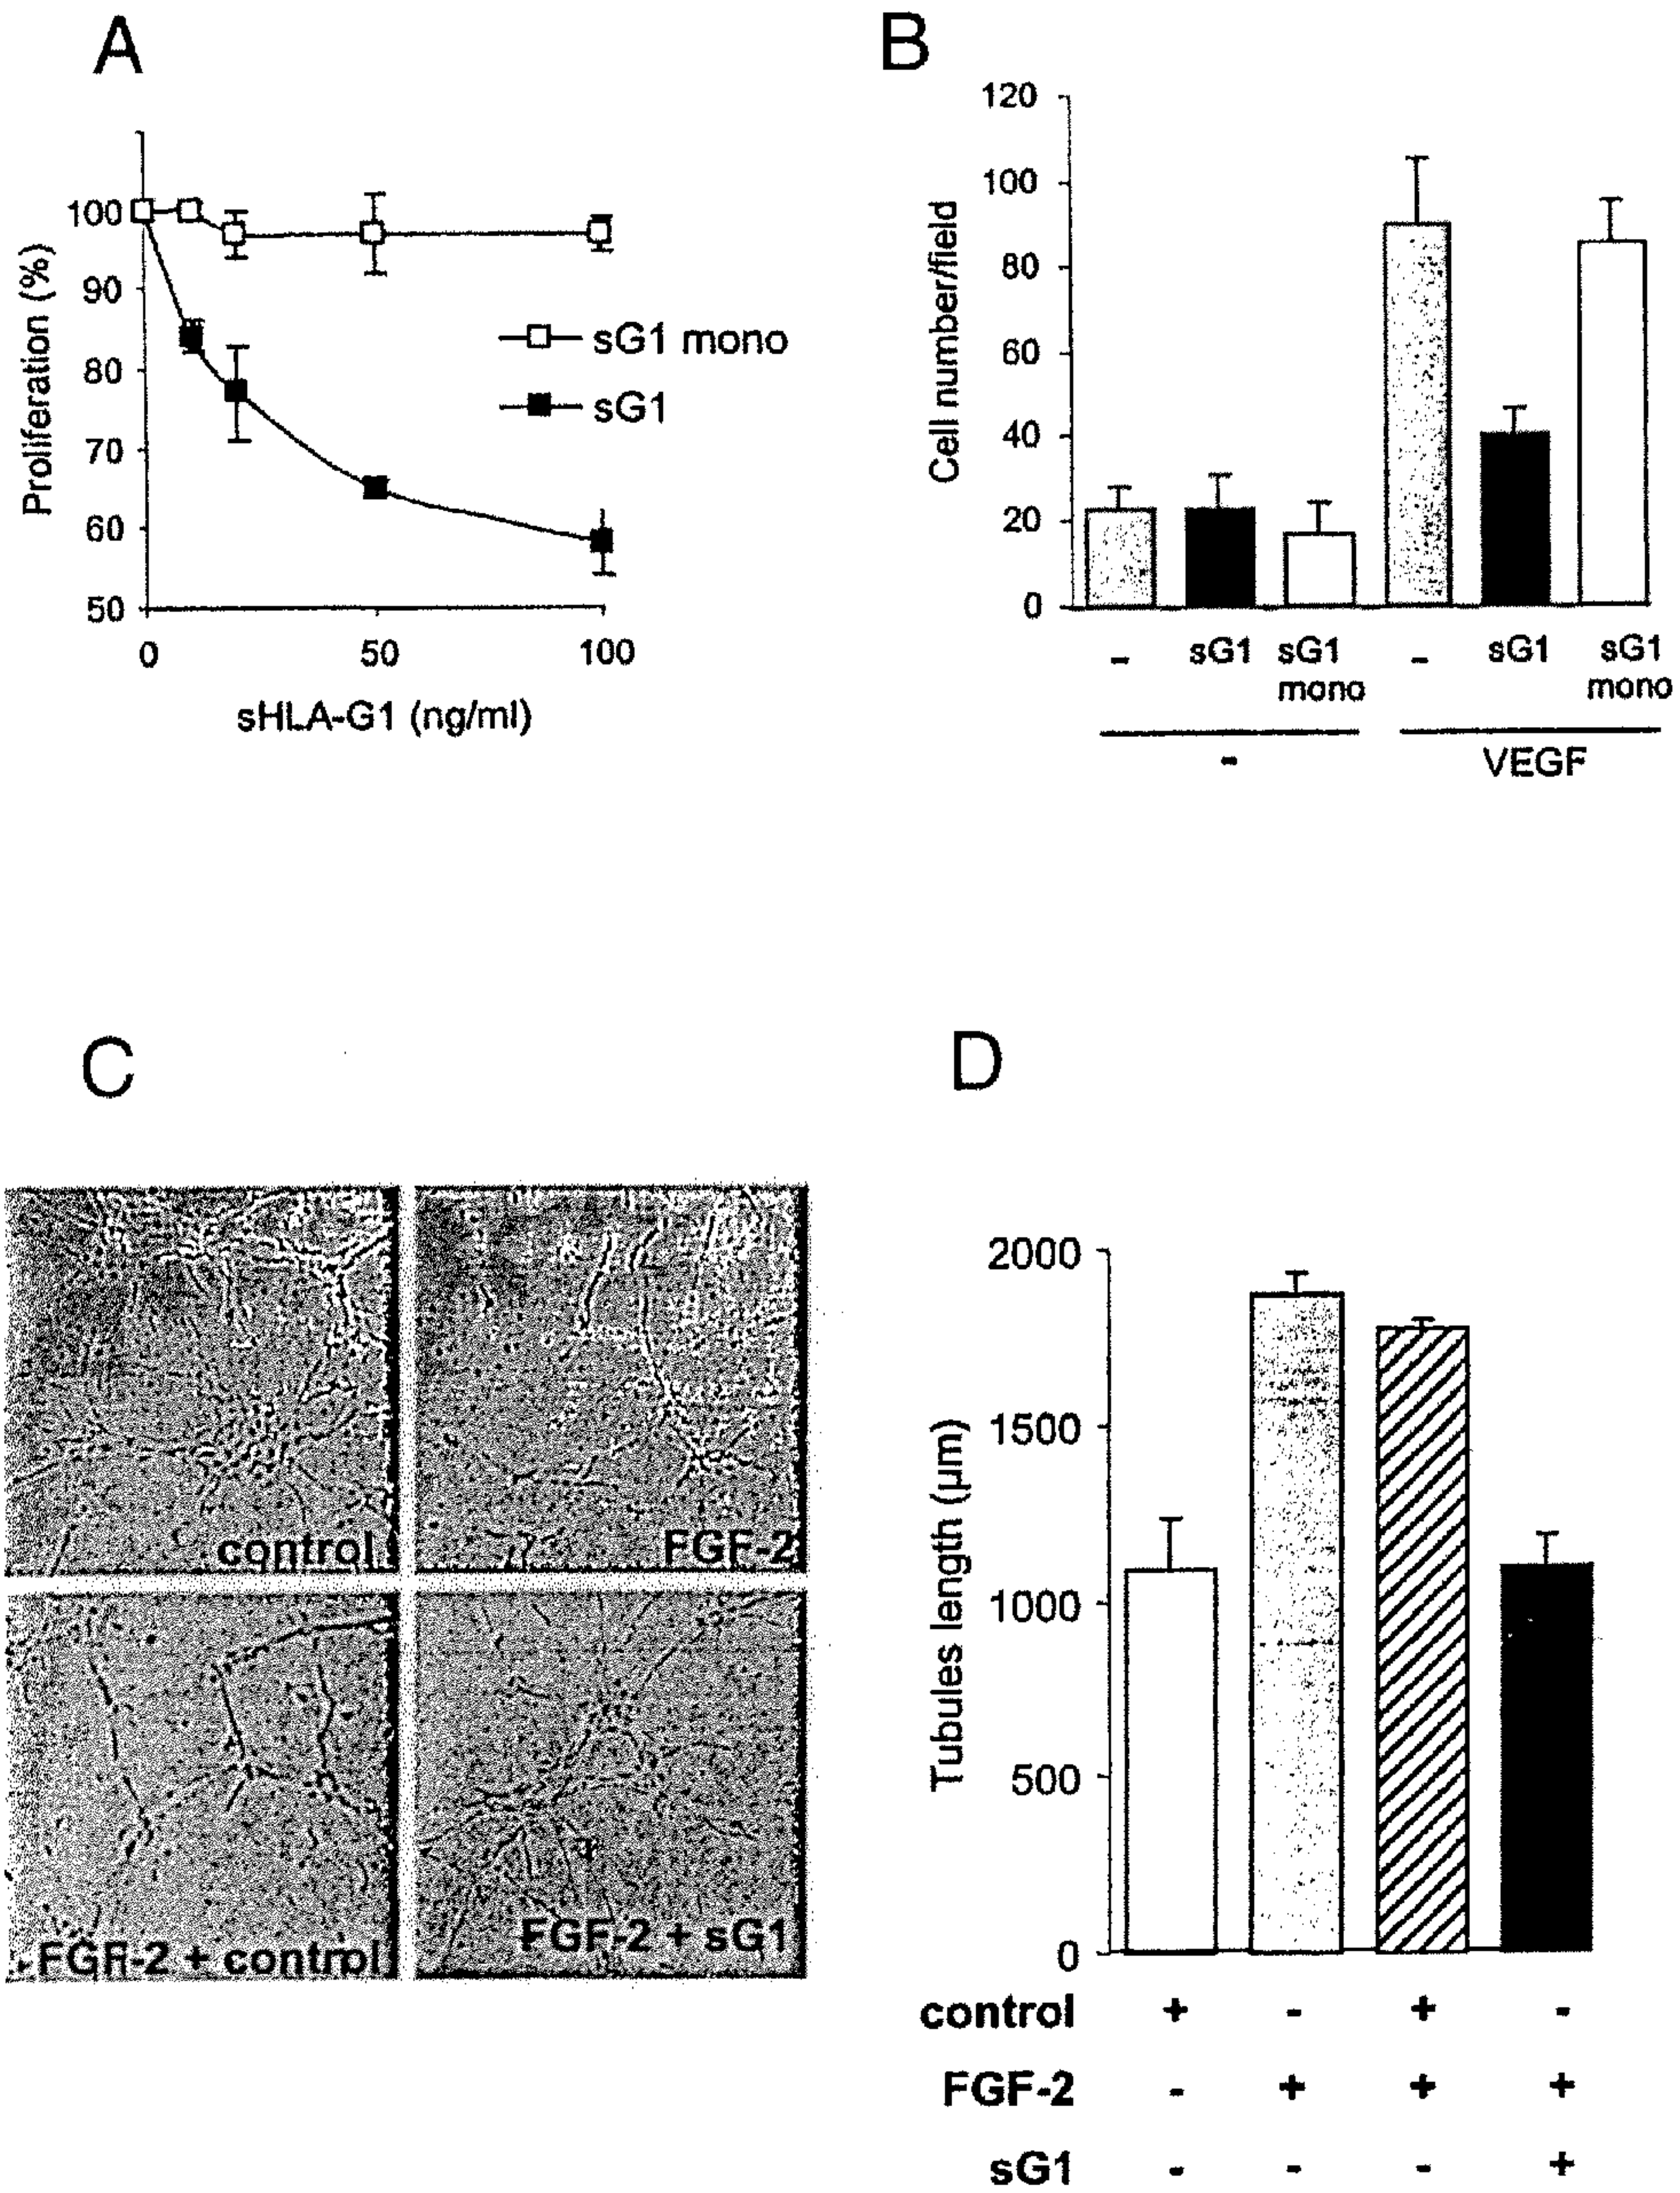 A
100
90
80
70
60
50
Proliferation (%)
0 50 100
sHLA-G1 (ng/ml)
sG1 mono
sG1
B
120
100
80
60
40
20
0
Cell number/field
- sG1 sG1 mono - sG1 sG1 mono
- VEGF
C
control
FGF-2
FGF-2 + control
FGF-2 + sG1
D
2000
1500
1000
500
0
Tubules length (µm)
control + - + -
FGF-2 - + + +
sG1 - - - +